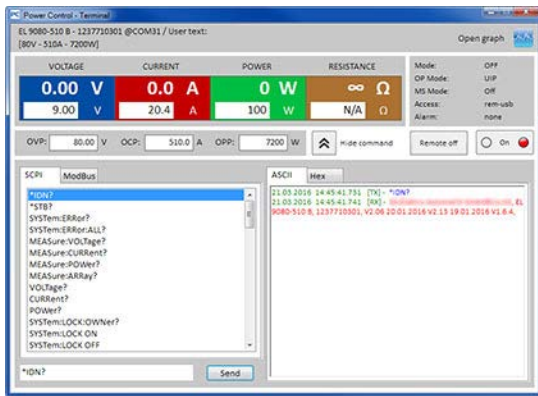 Power Control - Terminal
EL 9080-510 B - 1237710301 @COM31 / User text:
[80V - 510A - 7200W]
Open graph
VOLTAGE CURRENT POWER RESISTANCE
0.00 V 0.0 A 0 W ∞ Ω
9.00 V 20.4 A 100 W N/A Ω
Mode: OFF
OP Mode: UIP
MS Mode: Off
Access: rem-usb
Alarm: none
OVP: 80.00 V OCP: 510.0 A OPP: 7200 W Hide command Remote off On
SCPI ModBus
*IDN?
*STB?
SYSTem:ERRor?
SYSTem:ERRor:ALL?
MEASure:VOLTage?
MEASure:CURRent?
MEASure:POWer?
MEASure:ARRay?
VOLTage?
CURRent?
POWer?
SYSTem:LOCK:OWNer?
SYSTem:LOCK ON
SYSTem:LOCK OFF
*IDN? Send
ASCII Hex
21.03.2016 14:45:41.731 [TX] - *IDN?
21.03.2016 14:45:41.741 [RX] - EL
9080-510 B, 1237710301, V2.06 20.01 2016 V2.13 19.01 2016 V1.6.4,